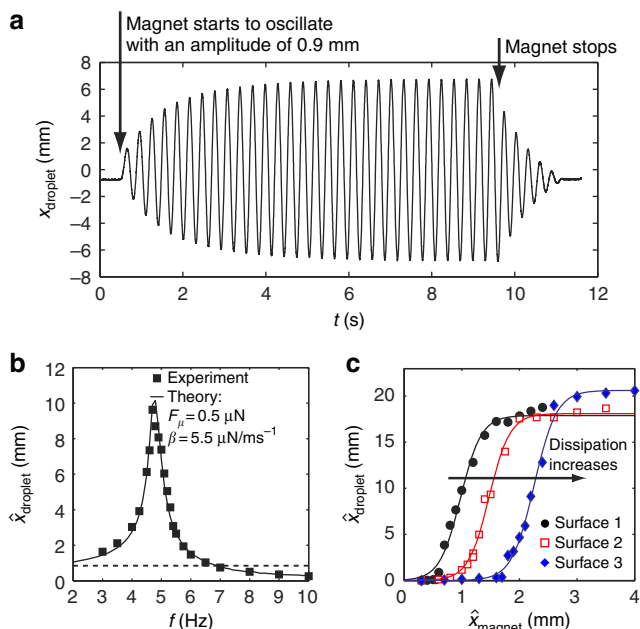 a
Magnet starts to oscillate
with an amplitude of 0.9 mm
Magnet stops
8
6
4
2
0
−2
−4
−6
−8
x_droplet (mm)
0 2 4 6 8 10 12
t (s)
b
12
10
8
6
4
2
0
x̂_droplet (mm)
Experiment
Theory:
F_μ = 0.5 μN
β = 5.5 μN/ms⁻¹
2 3 4 5 6 7 8 9 10
f (Hz)
c
20
10
0
x̂_droplet (mm)
Dissipation
increases
Surface 1
Surface 2
Surface 3
0 1 2 3 4
x̂_magnet (mm)